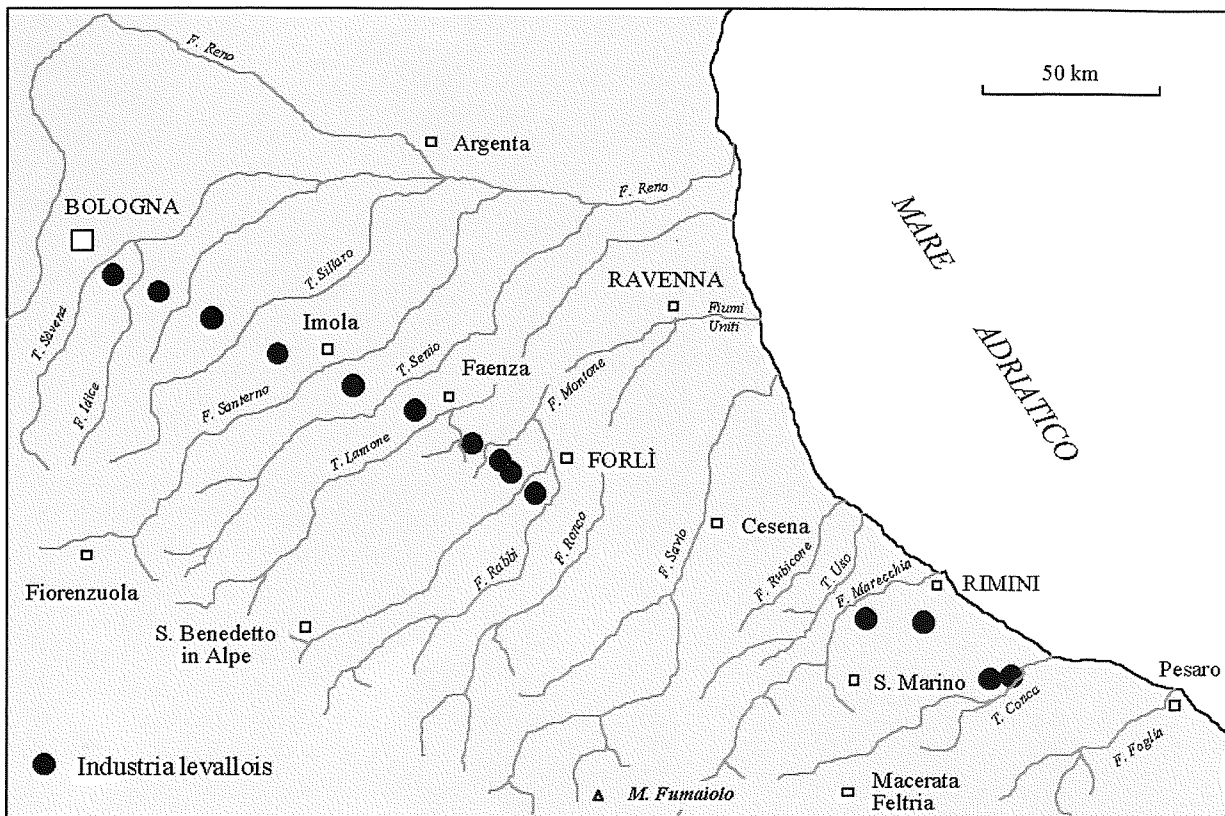 F. Reno
50 km
Argenta
F. Reno
BOLOGNA
MARE
ADRIATICO
T. Sillaro
RAVENNA
Fiumi
Uniti
T. Savena
Imola
T. Senio
Faenza
F. Montone
F. Idice
F. Santerno
T. Lamone
FORLÌ
Cesena
F. Savio
F. Ronco
F. Rabbi
F. Rubicone
T. Uso
F. Marecchia
RIMINI
Fiorenzuola
S. Benedetto
in Alpe
S. Marino
T. Conca
Pesaro
F. Foglia
Industria levallois
M. Fumaiolo
Macerata
Feltria